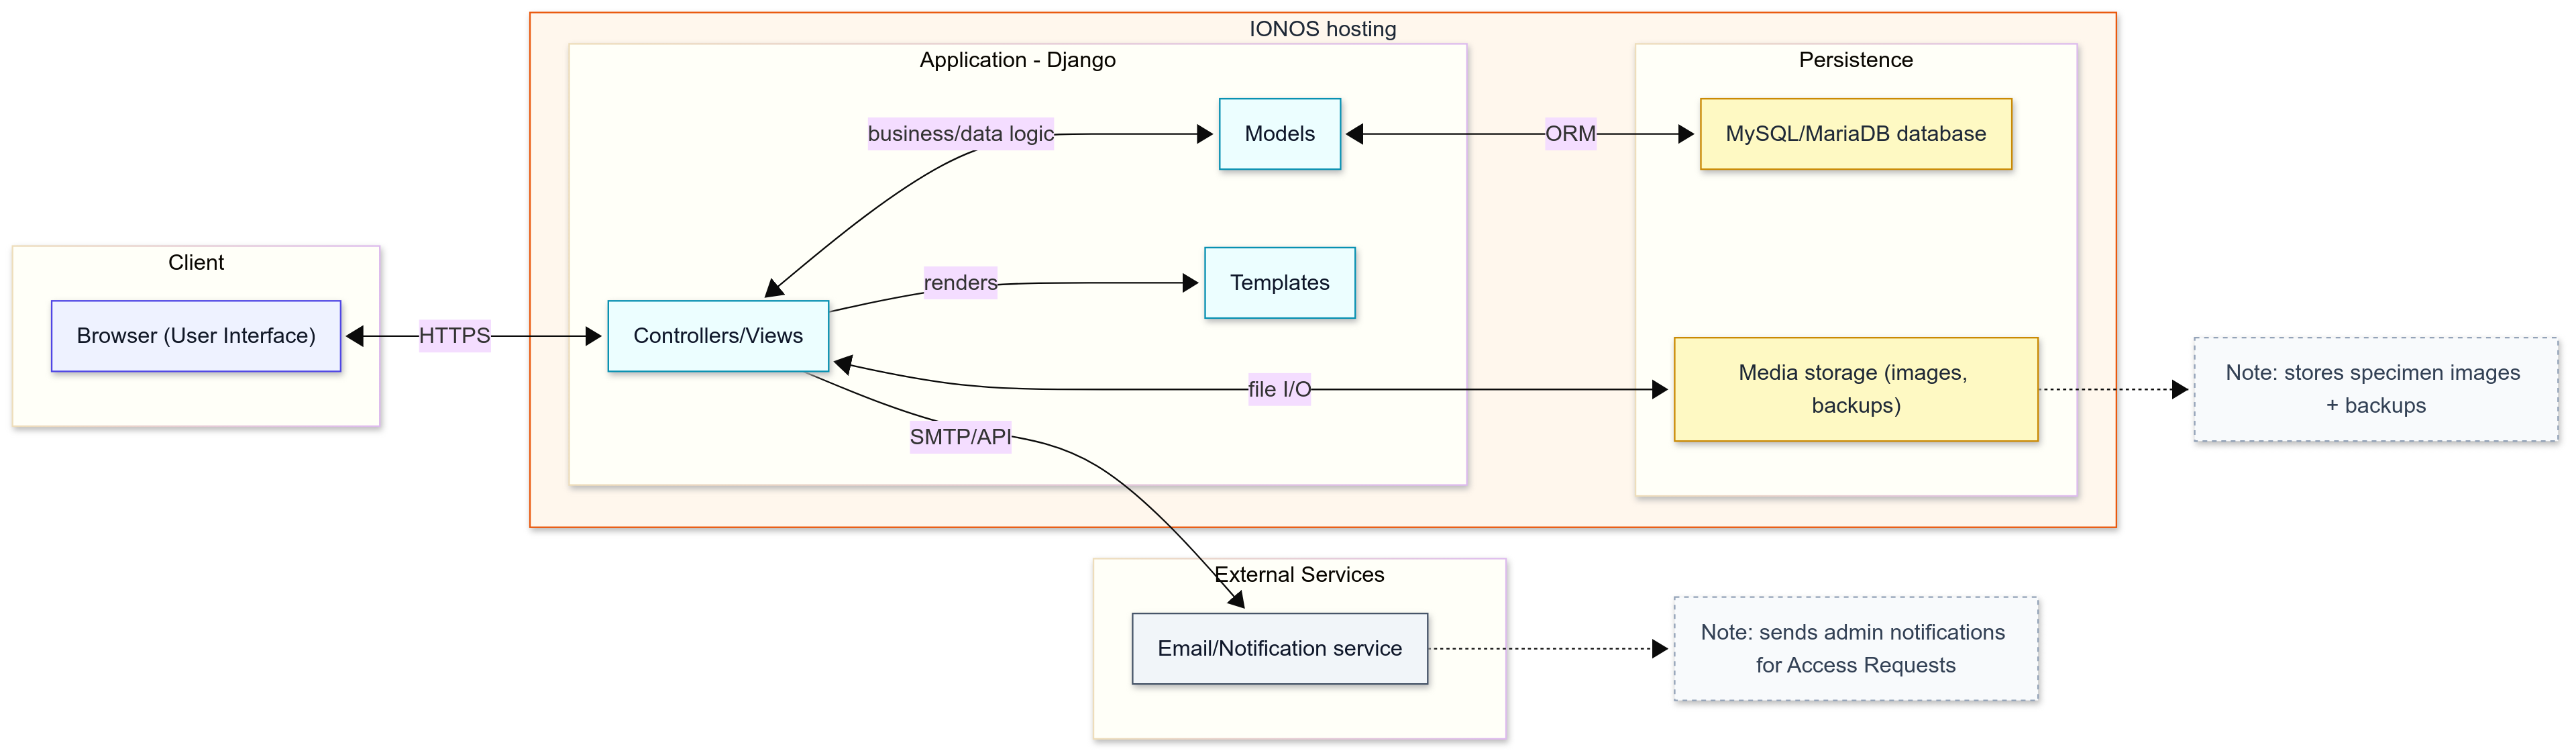 IONOS hosting
Application - Django
Persistence
business/data logic
Models
ORM
MySQL/MariaDB database
Client
renders
Templates
Browser (User Interface)
HTTPS
Controllers/Views
file I/O
Media storage (images,
backups)
Note: stores specimen images
+ backups
SMTP/API
External Services
Email/Notification service
Note: sends admin notifications
for Access Requests